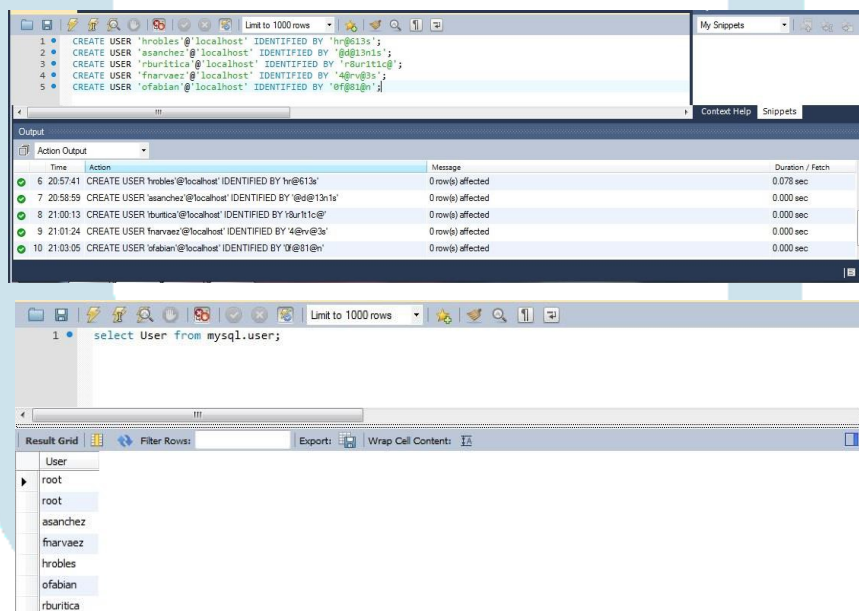 Limit to 1000 rows
My Snippets
1 CREATE USER 'hrobles'@'localhost' IDENTIFIED BY 'hr@613s';
2 CREATE USER 'asanchez'@'localhost' IDENTIFIED BY '@d@13n1s';
3 CREATE USER 'rburitica'@'localhost' IDENTIFIED BY 'r8ur1t1c@';
4 CREATE USER 'fnarvaez'@'localhost' IDENTIFIED BY '4@rv@3s';
5 CREATE USER 'ofabian'@'localhost' IDENTIFIED BY '0f@81@n';
Context Help Snippets
Output
Action Output
Time Action Message Duration / Fetch
6 20:57:41 CREATE USER 'hrobles'@'localhost' IDENTIFIED BY 'hr@613s' 0 row(s) affected 0.078 sec
7 20:58:59 CREATE USER 'asanchez'@'localhost' IDENTIFIED BY '@d@13n1s' 0 row(s) affected 0.000 sec
8 21:00:13 CREATE USER 'rburitica'@'localhost' IDENTIFIED BY 'r8ur1t1c@' 0 row(s) affected 0.000 sec
9 21:01:24 CREATE USER 'fnarvaez'@'localhost' IDENTIFIED BY '4@rv@3s' 0 row(s) affected 0.000 sec
10 21:03:05 CREATE USER 'ofabian'@'localhost' IDENTIFIED BY '0f@81@n' 0 row(s) affected 0.000 sec
Limit to 1000 rows
1 select User from mysql.user;
Result Grid Filter Rows: Export: Wrap Cell Content:
User
root
root
asanchez
fnarvaez
hrobles
ofabian
rburitica